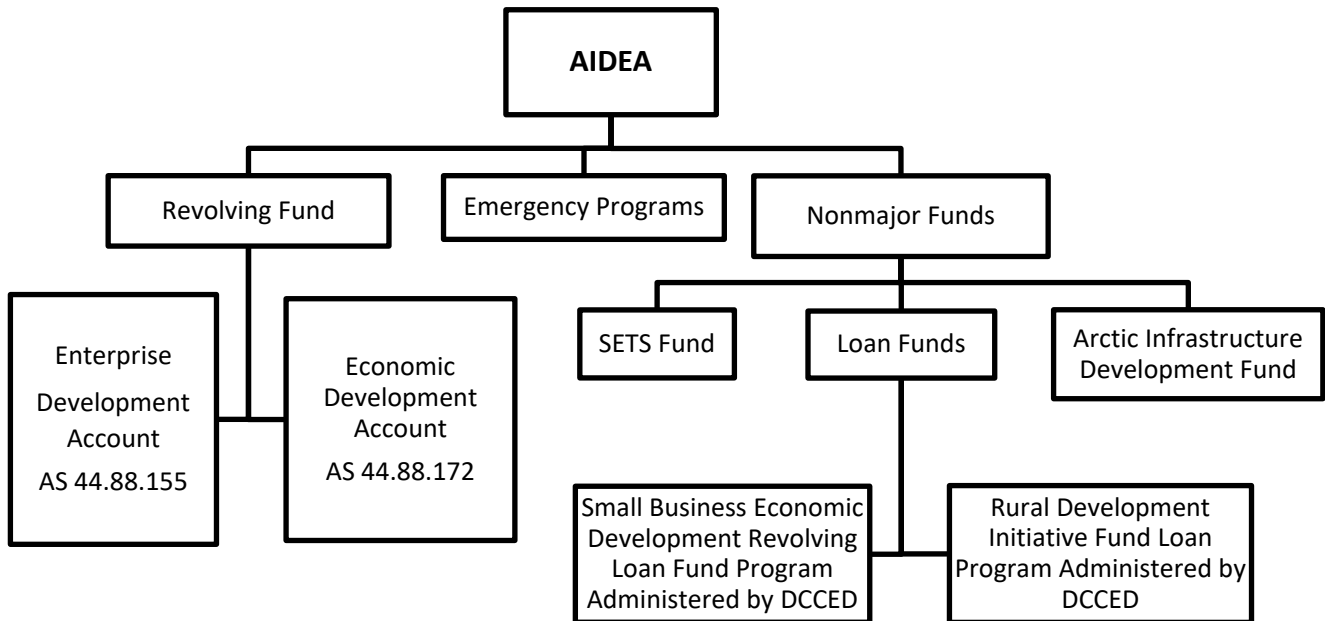 AIDEA
Revolving Fund
Emergency Programs
Nonmajor Funds
Enterprise
Development
Account
AS 44.88.155
Economic
Development
Account
AS 44.88.172
SETS Fund
Loan Funds
Arctic Infrastructure
Development Fund
Small Business Economic
Development Revolving
Loan Fund Program
Administered by DCCED
Rural Development
Initiative Fund Loan
Program Administered by
DCCED